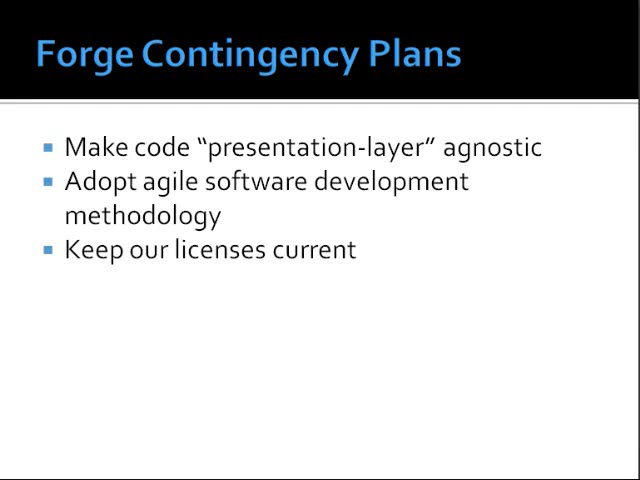 Forge Contingency Plans
Make code “presentation-layer” agnostic
Adopt agile software development
methodology
Keep our licenses current